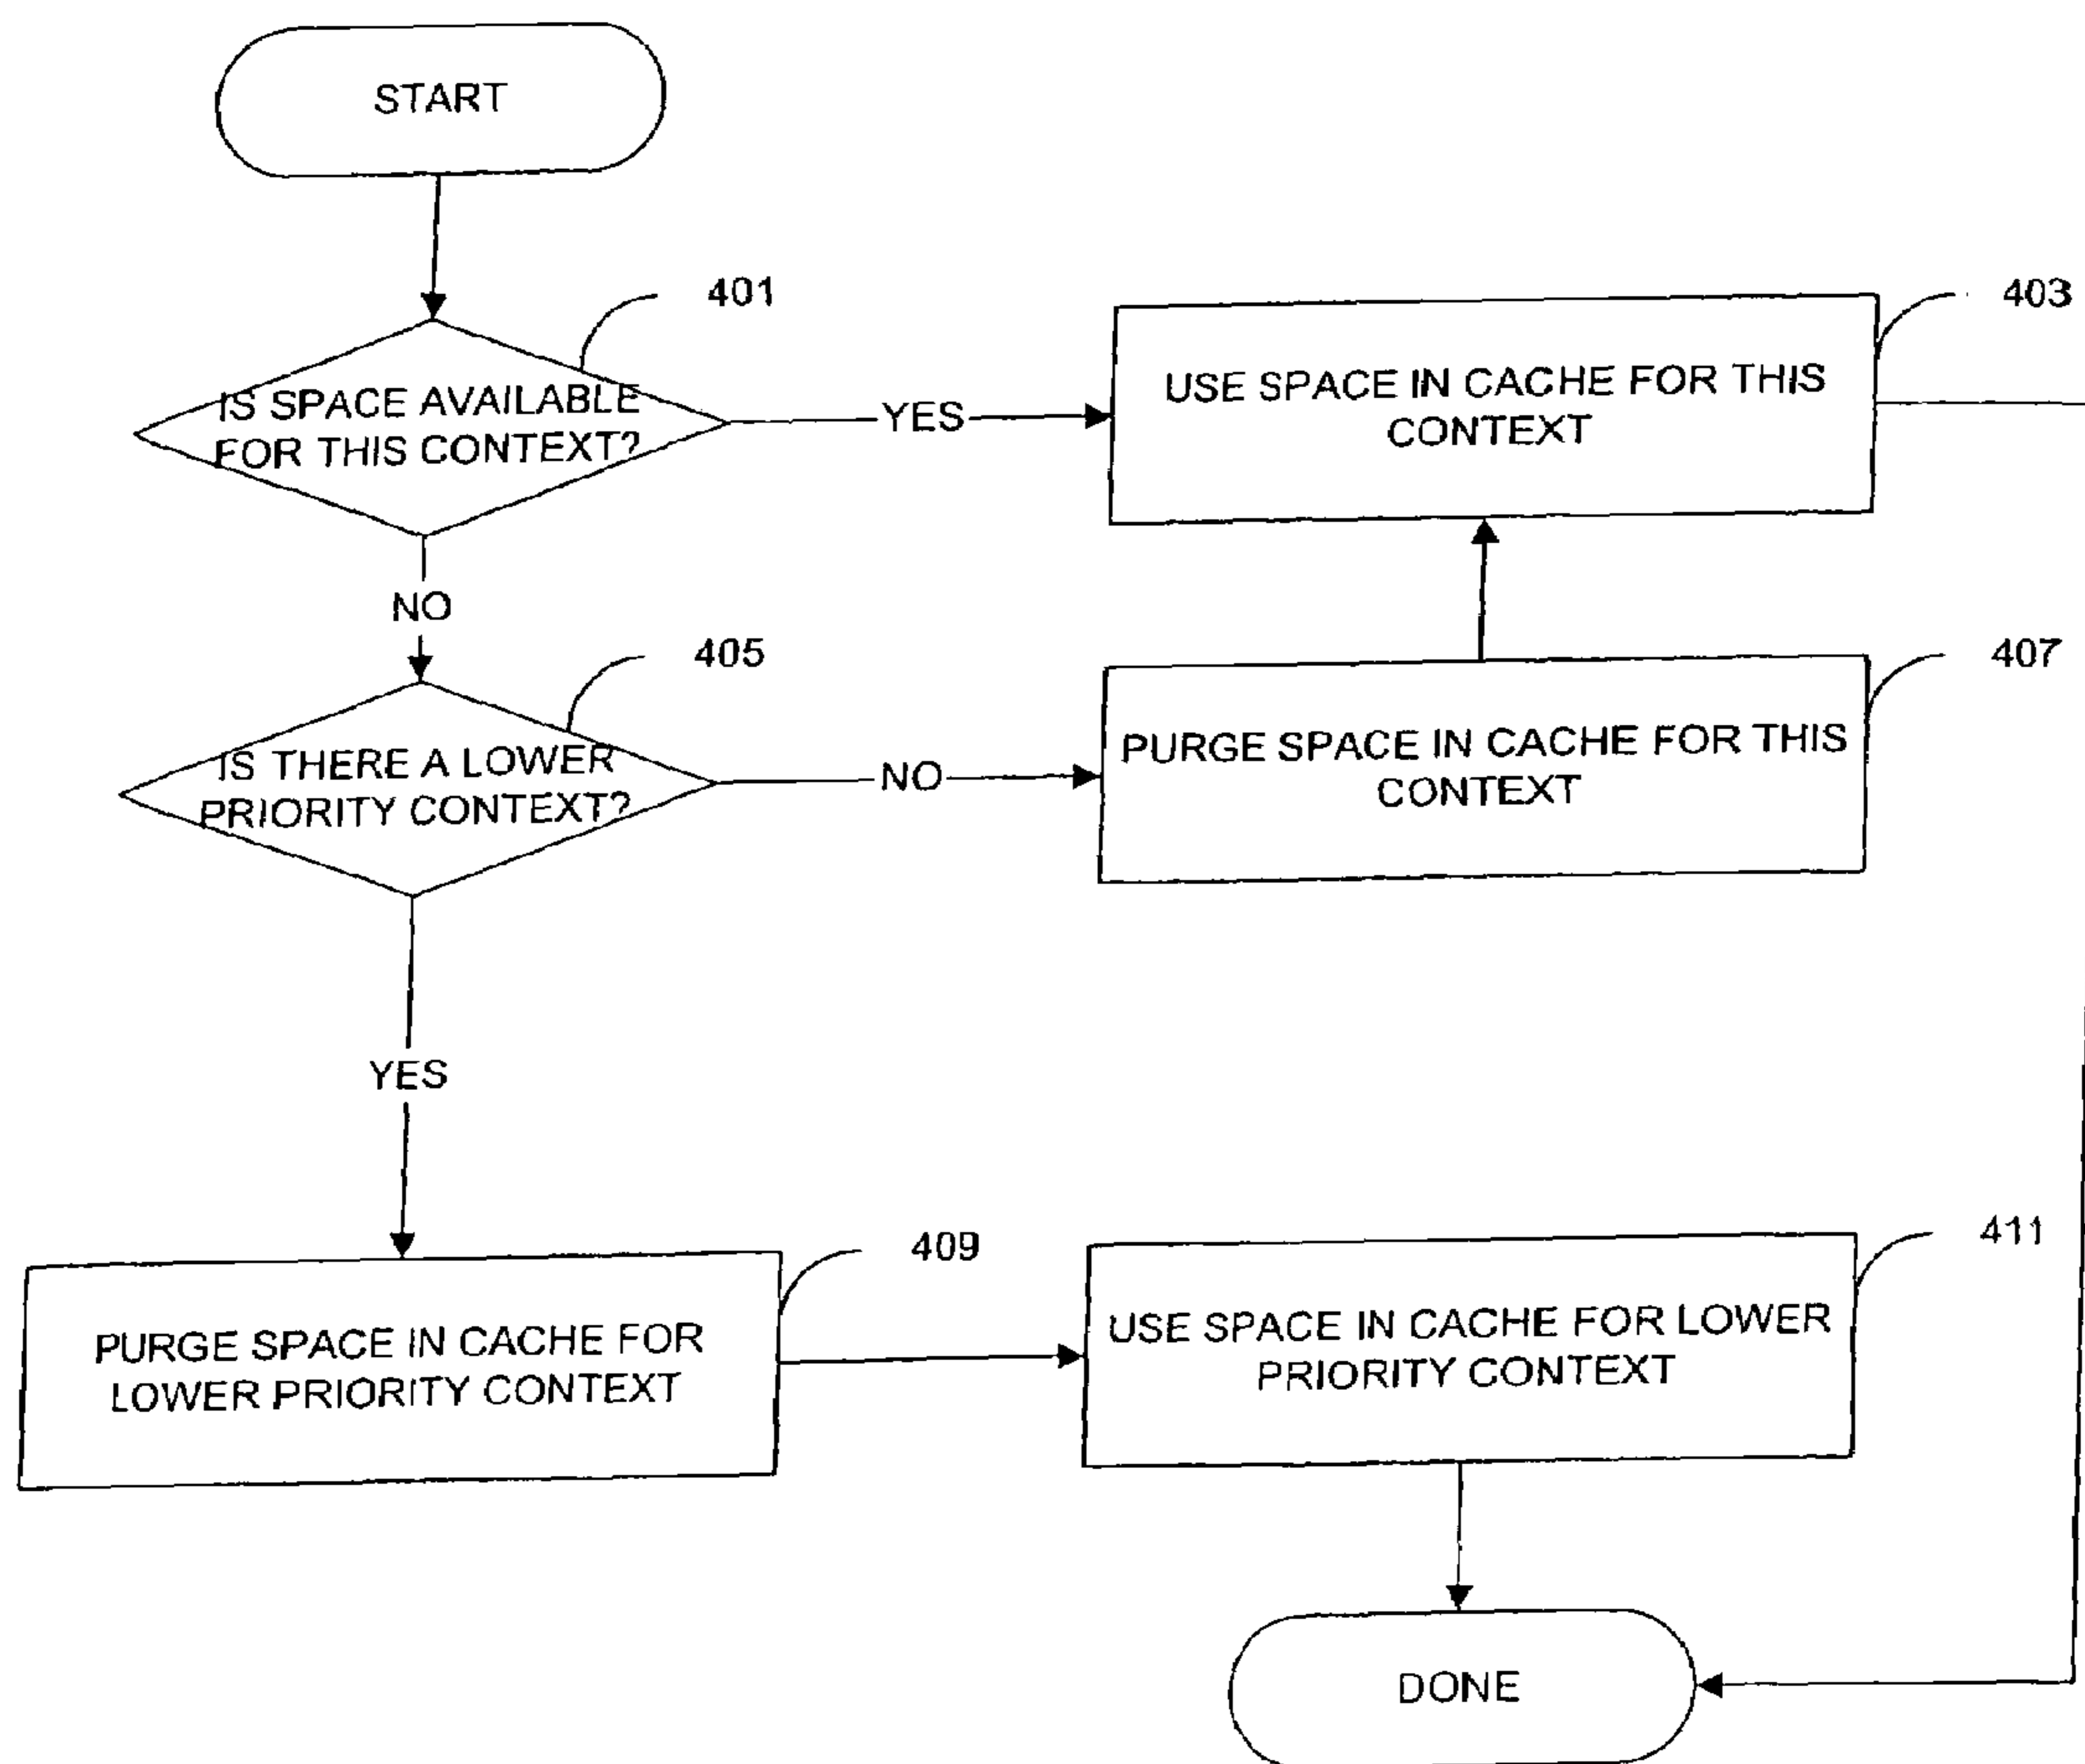 START
401
IS SPACE AVAILABLE
FOR THIS CONTEXT?
YES
403
USE SPACE IN CACHE FOR THIS
CONTEXT
NO
405
IS THERE A LOWER
PRIORITY CONTEXT?
NO
407
PURGE SPACE IN CACHE FOR THIS
CONTEXT
YES
409
PURGE SPACE IN CACHE FOR
LOWER PRIORITY CONTEXT
411
USE SPACE IN CACHE FOR LOWER
PRIORITY CONTEXT
DONE